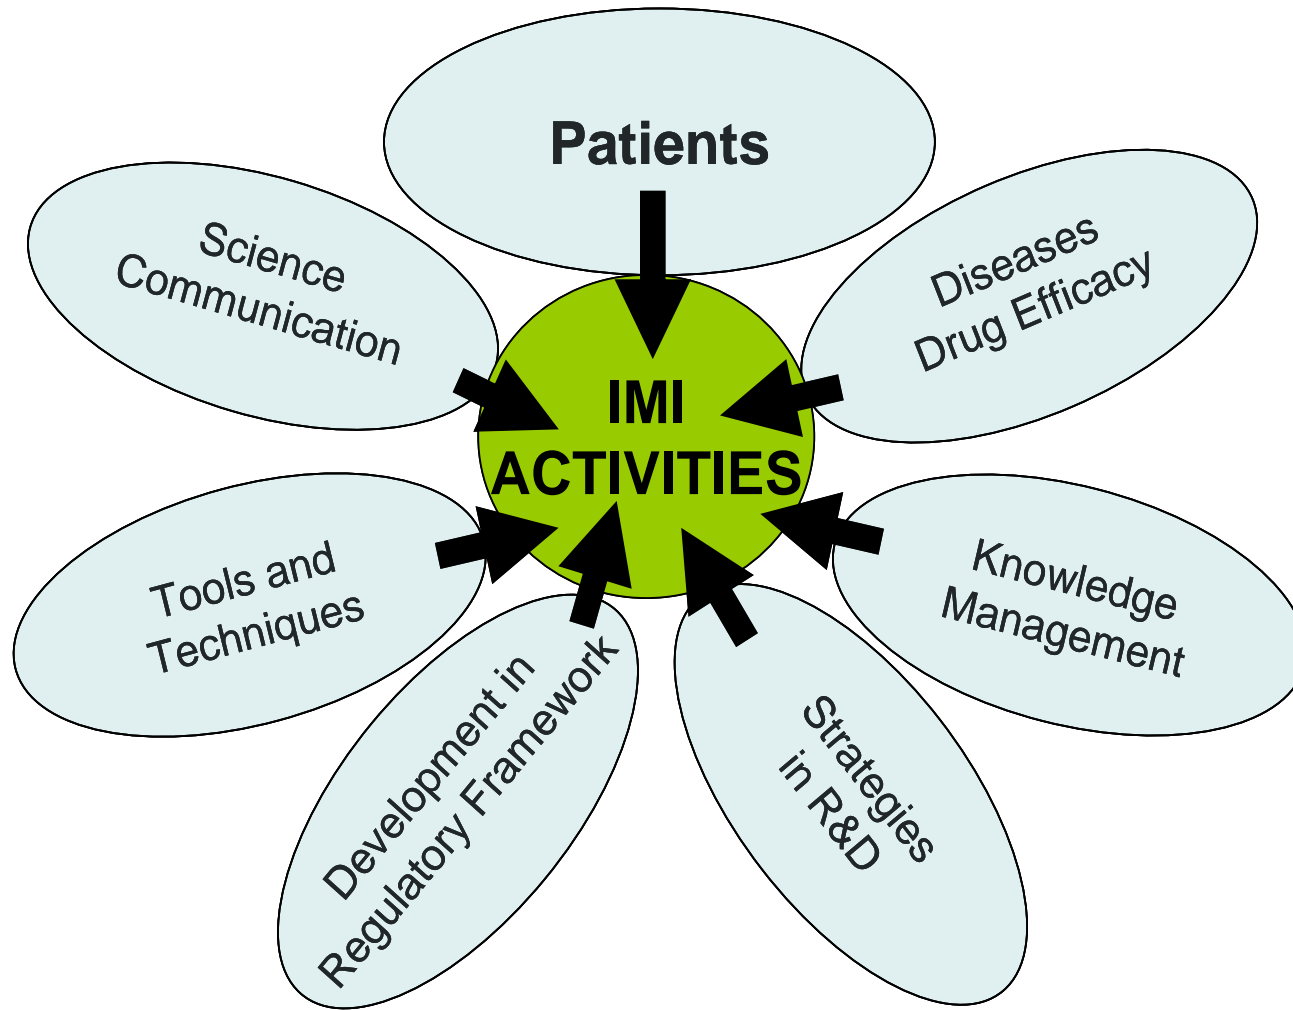 Patients
Science
Communication
Diseases
Drug Efficacy
IMI
ACTIVITIES
Tools and
Techniques
Knowledge
Management
Development in
Regulatory Framework
Strategies
in R&D